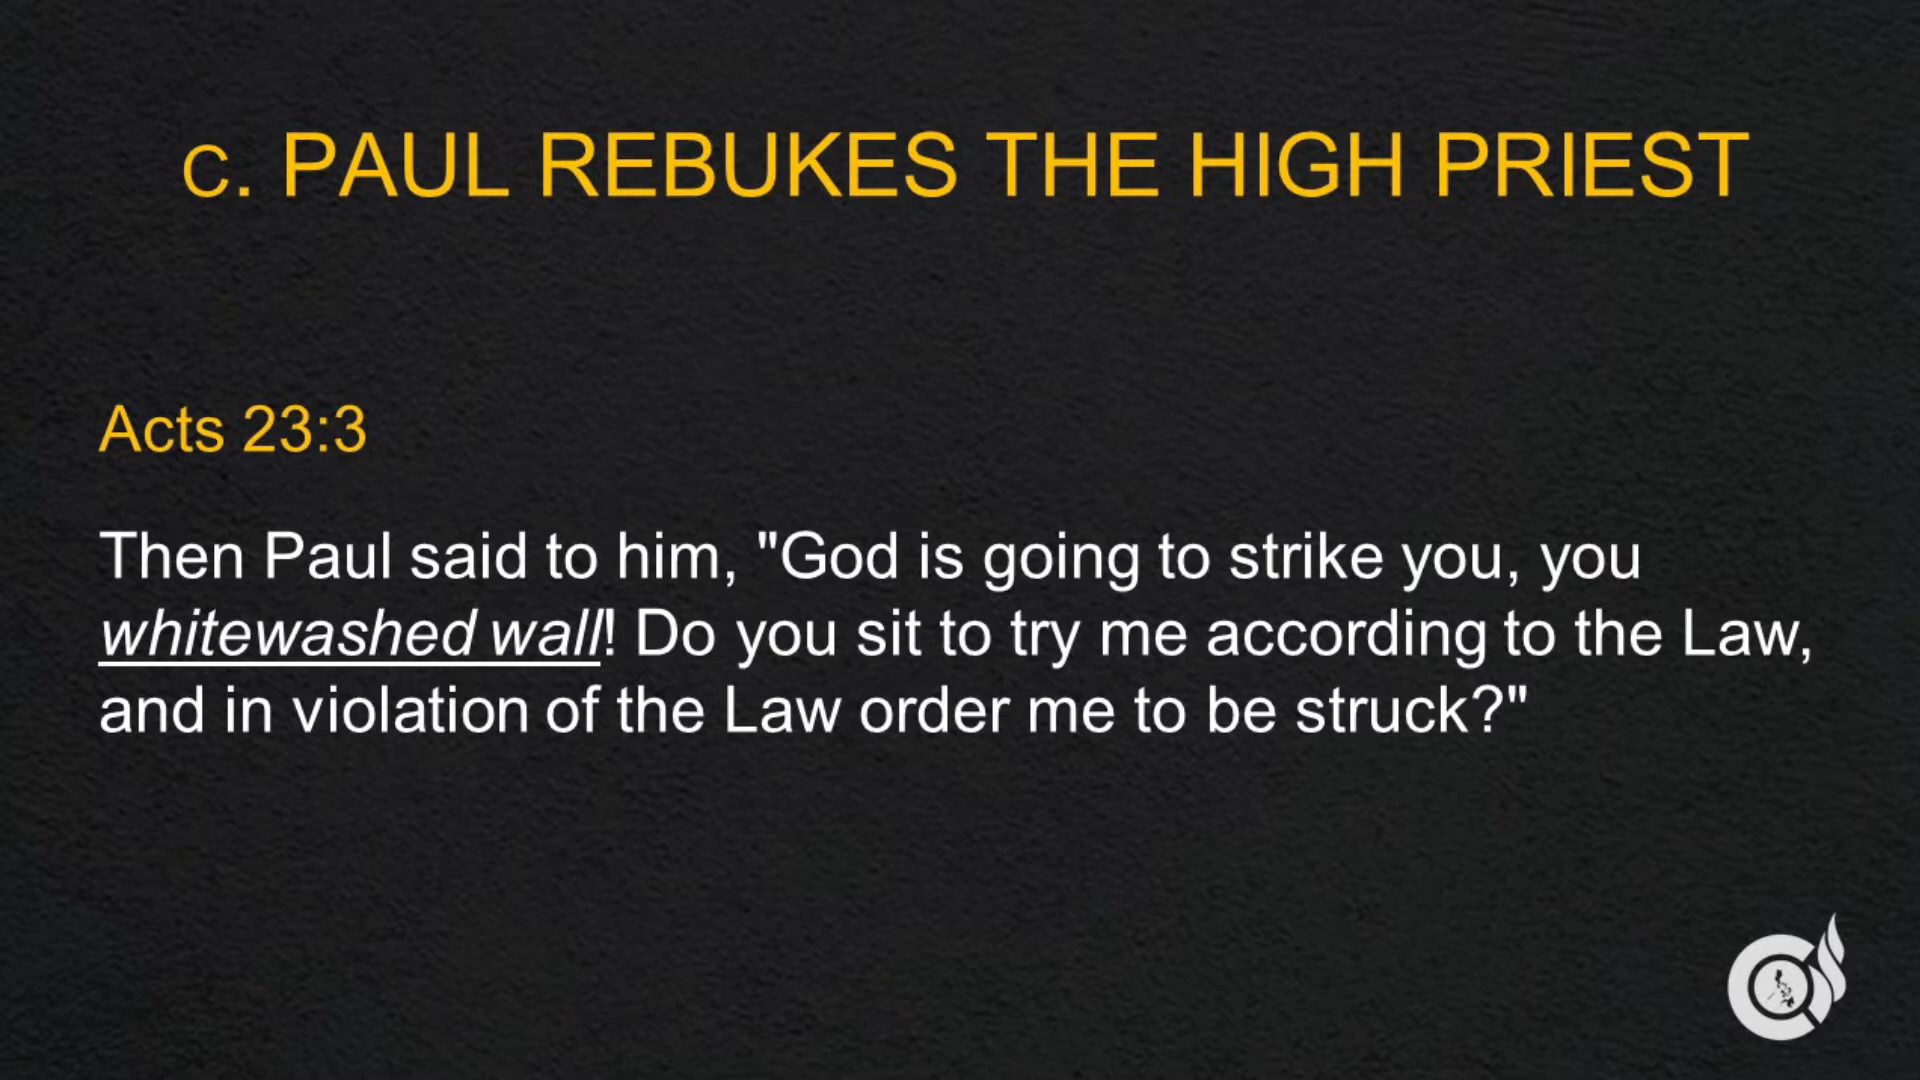 C. PAUL REBUKES THE HIGH PRIEST
Acts 23:3
Then Paul said to him, "God is going to strike you, you
whitewashed wall! Do you sit to try me according to the Law,
and in violation of the Law order me to be struck?"